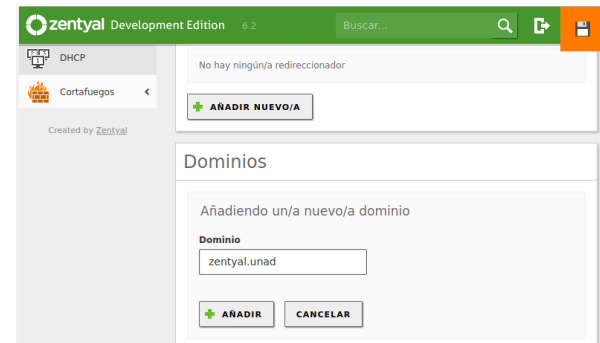 zentyal Development Edition 6.2 Buscar...
DHCP
Cortafuegos
Created by Zentyal
No hay ningún/a redireccionador
AÑADIR NUEVO/A
Dominios
Añadiendo un/a nuevo/a dominio
Dominio
zentyal.unad
AÑADIR CANCELAR